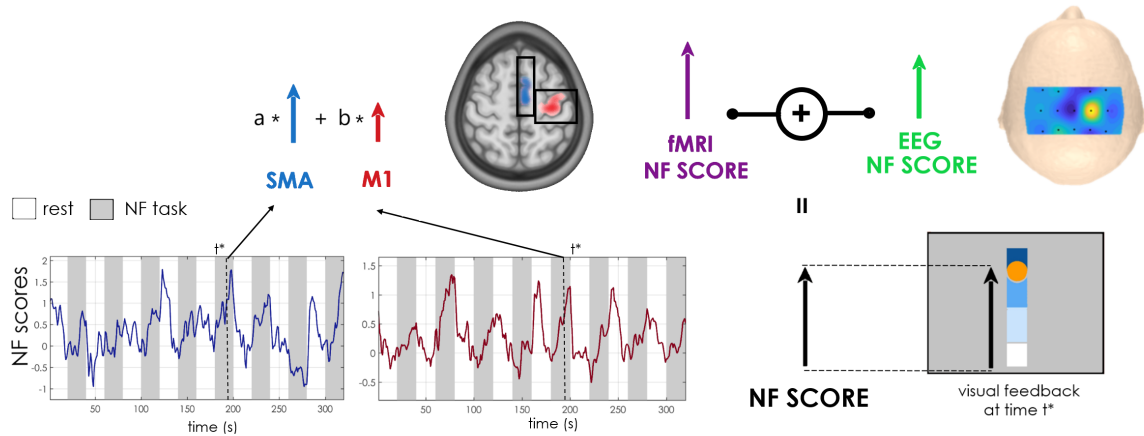 a * + b *
SMA M1
fMRI
NF SCORE
+
EEG
NF SCORE
=
rest NF task
t*
NF scores
2
1.5
1
0.5
0
-0.5
-1
50 100 150 200 250 300
time (s)
t*
1.5
1
0.5
0
-0.5
50 100 150 200 250 300
time (s)
NF SCORE
visual feedback
at time t*